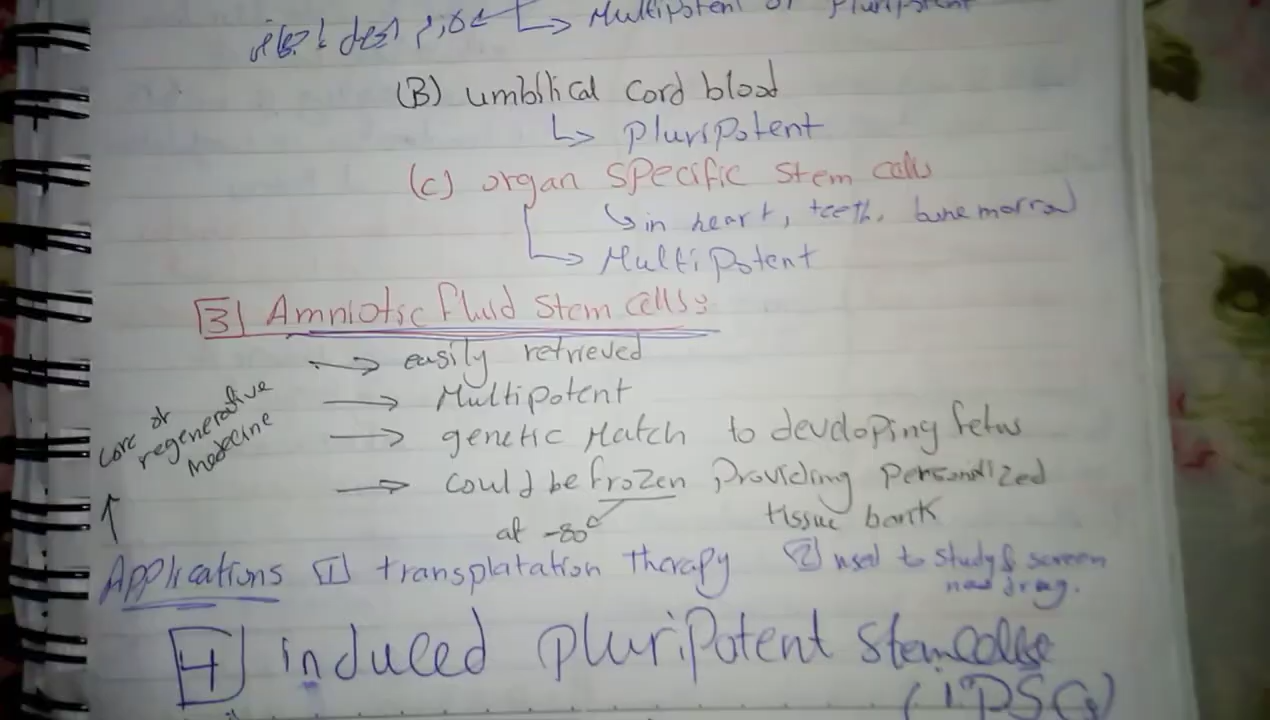 ↳ Multipotent or Pluripotent
(B) umbilical cord blood
↳ pluripotent
(C) organ specific stem cells
↳ in heart, teeth, bone marrow
↳ Multipotent
3 Amniotic fluid stem cells:
→ easily retrieved
→ Multipotent
→ genetic Match to developing fetus
→ could be frozen providing personalized
at -80° tissue bank
core of
regenerative
medecine
↑
Applications 1 transplatation therapy 2 used to study & screen
new drug.
4 induced pluripotent stem cells
(iPSCs)